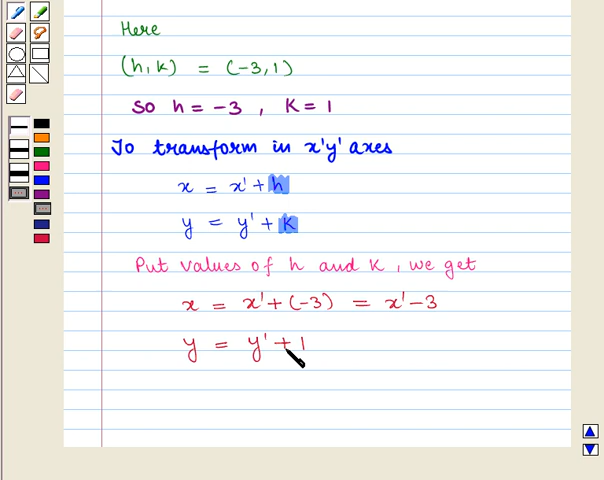 Here
(h,k) = (-3,1)
So h = -3 , K = 1
To transform in x'y' axes
x = x' + h
y = y' + k
Put values of h and k, we get
x = x' + (-3) = x' - 3
y = y' + 1